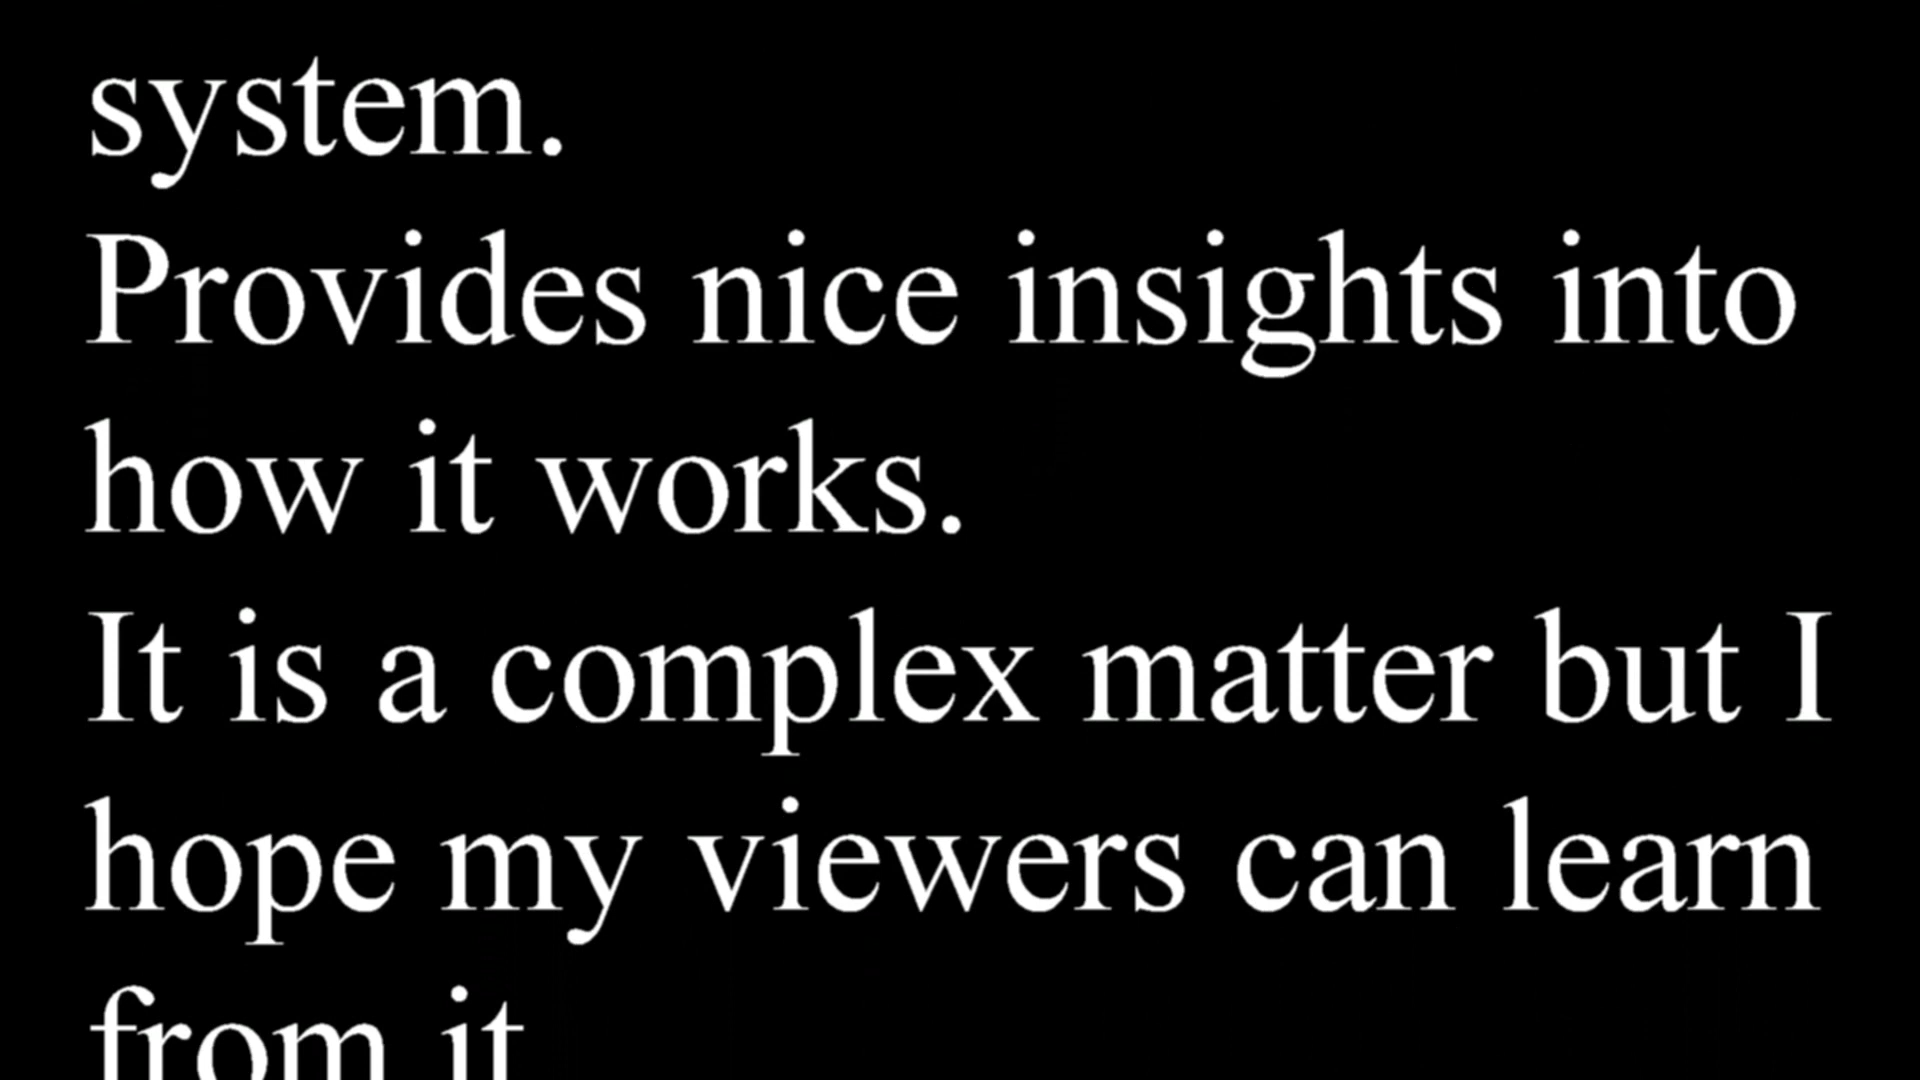 system.
Provides nice insights into
how it works.
It is a complex matter but I
hope my viewers can learn
from it